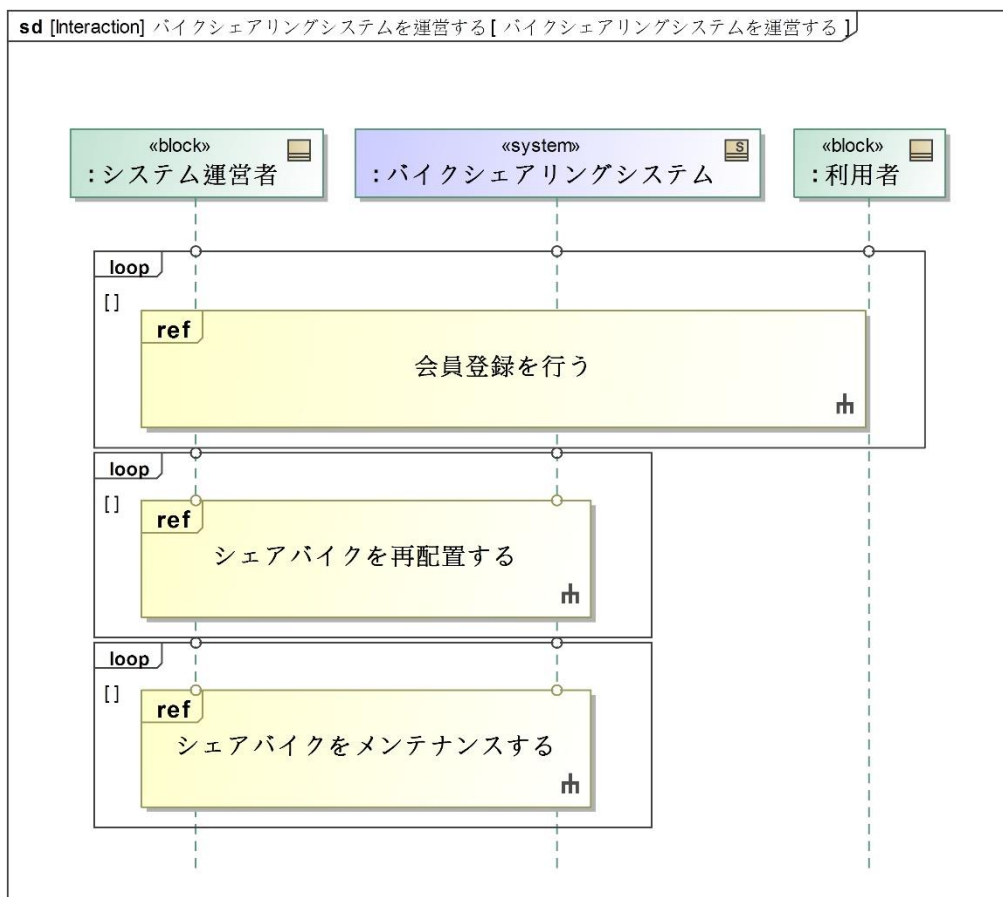 sd [Interaction] バイクシェアリングシステムを運営する[ バイクシェアリングシステムを運営する ]
«block»
:システム運営者
«system»
S
:バイクシェアリングシステム
«block»
:利用者
loop
[ ]
ref
会員登録を行う
loop
[ ]
ref
シェアバイクを再配置する
loop
[ ]
ref
シェアバイクをメンテナンスする